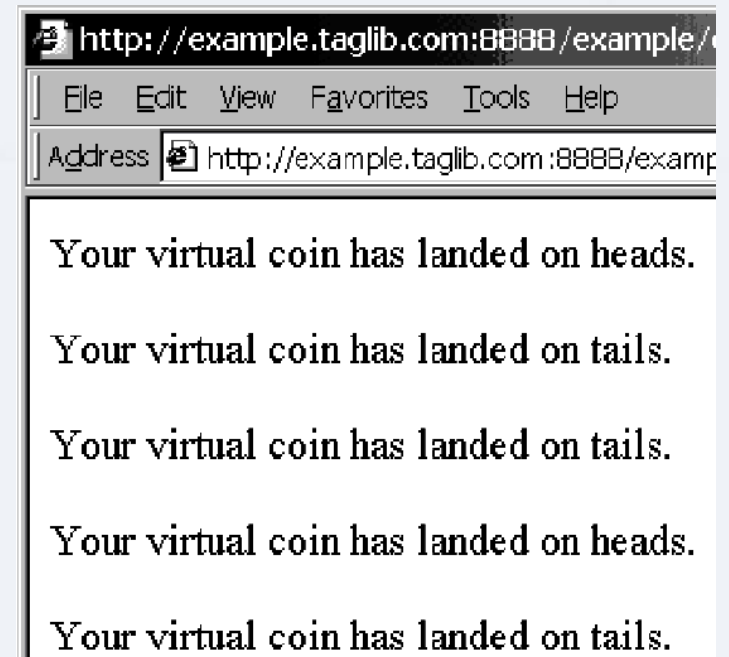 http://example.taglib.com:8888/example/
File Edit View Favorites Tools Help
Address http://example.taglib.com:8888/examp
Your virtual coin has landed on heads.
Your virtual coin has landed on tails.
Your virtual coin has landed on tails.
Your virtual coin has landed on heads.
Your virtual coin has landed on tails.